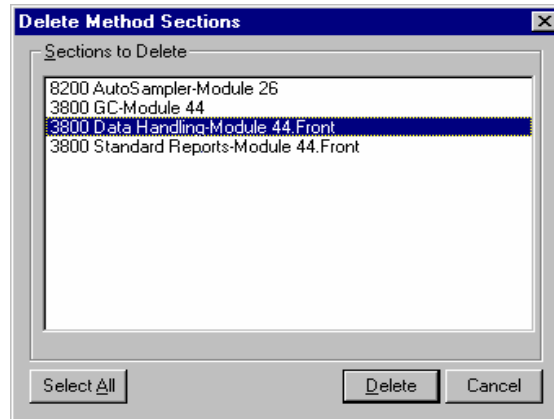 Delete Method Sections
Sections to Delete
8200 AutoSampler-Module 26
3800 GC-Module 44
3800 Data Handling-Module 44.Front
3800 Standard Reports-Module 44.Front
Select All
Delete
Cancel